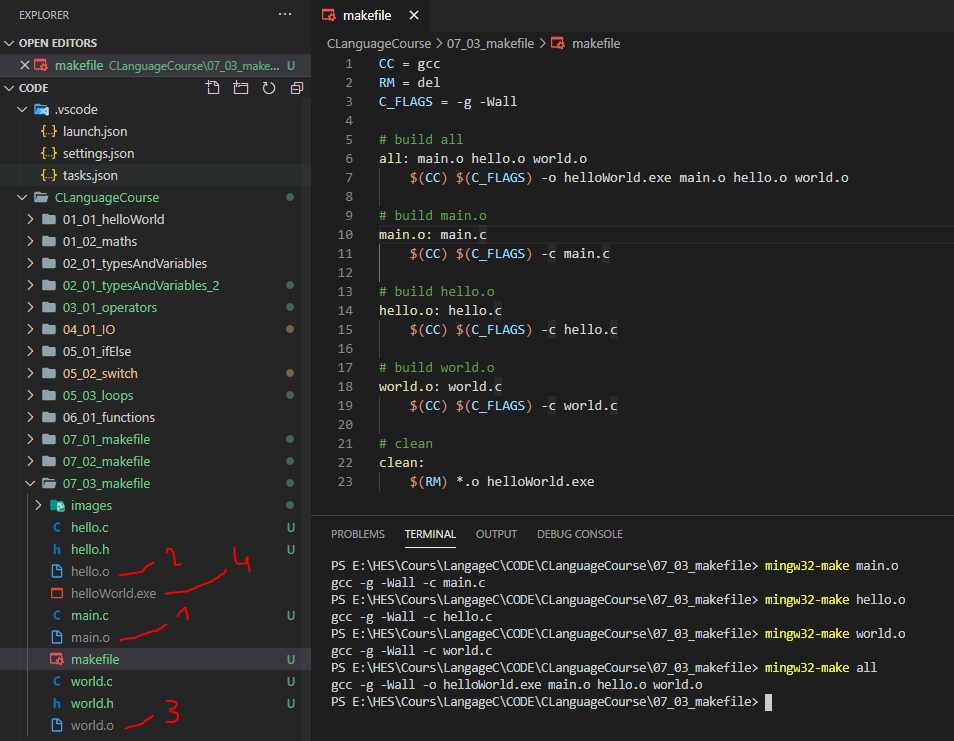 EXPLORER
OPEN EDITORS
makefile CLanguageCourse\07_03_make... U
CODE
.vscode
{..} launch.json
{..} settings.json
{..} tasks.json
CLanguageCourse
01_01_helloWorld
01_02_maths
02_01_typesAndVariables
02_01_typesAndVariables_2
03_01_operators
04_01_IO
05_01_ifElse
05_02_switch
05_03_loops
06_01_functions
07_01_makefile
07_02_makefile
07_03_makefile
images
C hello.c U
h hello.h U
hello.o 2
helloWorld.exe 4
C main.c U
main.o 1
makefile U
C world.c U
h world.h U
world.o 3
makefile
CLanguageCourse > 07_03_makefile > makefile
1 CC = gcc
2 RM = del
3 C_FLAGS = -g -Wall
4
5 # build all
6 all: main.o hello.o world.o
7 $(CC) $(C_FLAGS) -o helloWorld.exe main.o hello.o world.o
8
9 # build main.o
10 main.o: main.c
11 $(CC) $(C_FLAGS) -c main.c
12
13 # build hello.o
14 hello.o: hello.c
15 $(CC) $(C_FLAGS) -c hello.c
16
17 # build world.o
18 world.o: world.c
19 $(CC) $(C_FLAGS) -c world.c
20
21 # clean
22 clean:
23 $(RM) *.o helloWorld.exe
PROBLEMS TERMINAL OUTPUT DEBUG CONSOLE
PS E:\HES\Cours\LangageC\CODE\CLanguageCourse\07_03_makefile> mingw32-make main.o
gcc -g -Wall -c main.c
PS E:\HES\Cours\LangageC\CODE\CLanguageCourse\07_03_makefile> mingw32-make hello.o
gcc -g -Wall -c hello.c
PS E:\HES\Cours\LangageC\CODE\CLanguageCourse\07_03_makefile> mingw32-make world.o
gcc -g -Wall -c world.c
PS E:\HES\Cours\LangageC\CODE\CLanguageCourse\07_03_makefile> mingw32-make all
gcc -g -Wall -o helloWorld.exe main.o hello.o world.o
PS E:\HES\Cours\LangageC\CODE\CLanguageCourse\07_03_makefile>